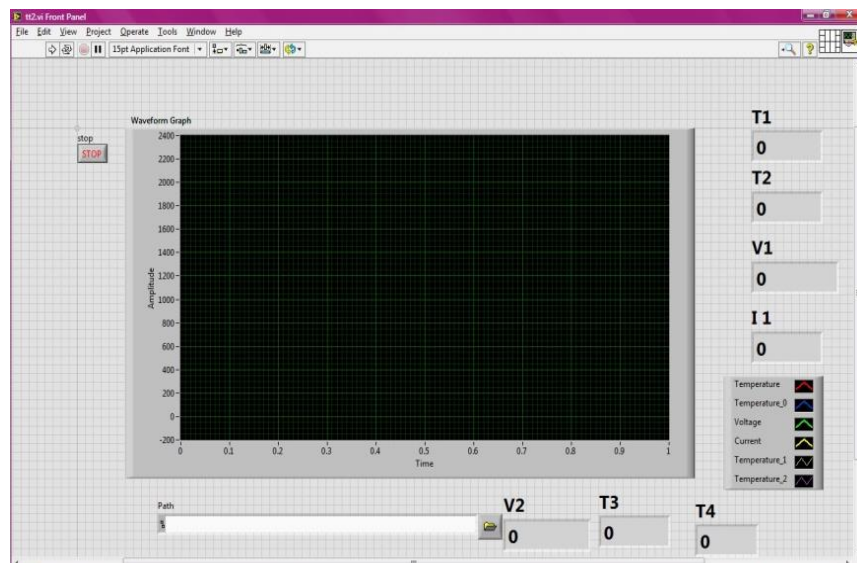 tt2.vi Front Panel
File Edit View Project Operate Tools Window Help
15pt Application Font
stop
STOP
Waveform Graph
2400
2200
2000
1800
1600
1400
1200
1000
800
600
400
200
0
-200
Amplitude
0 0.1 0.2 0.3 0.4 0.5 0.6 0.7 0.8 0.9 1
Time
T1
0
T2
0
V1
0
I 1
0
Temperature
Temperature_0
Voltage
Current
Temperature_1
Temperature_2
Path
V2
0
T3
0
T4
0